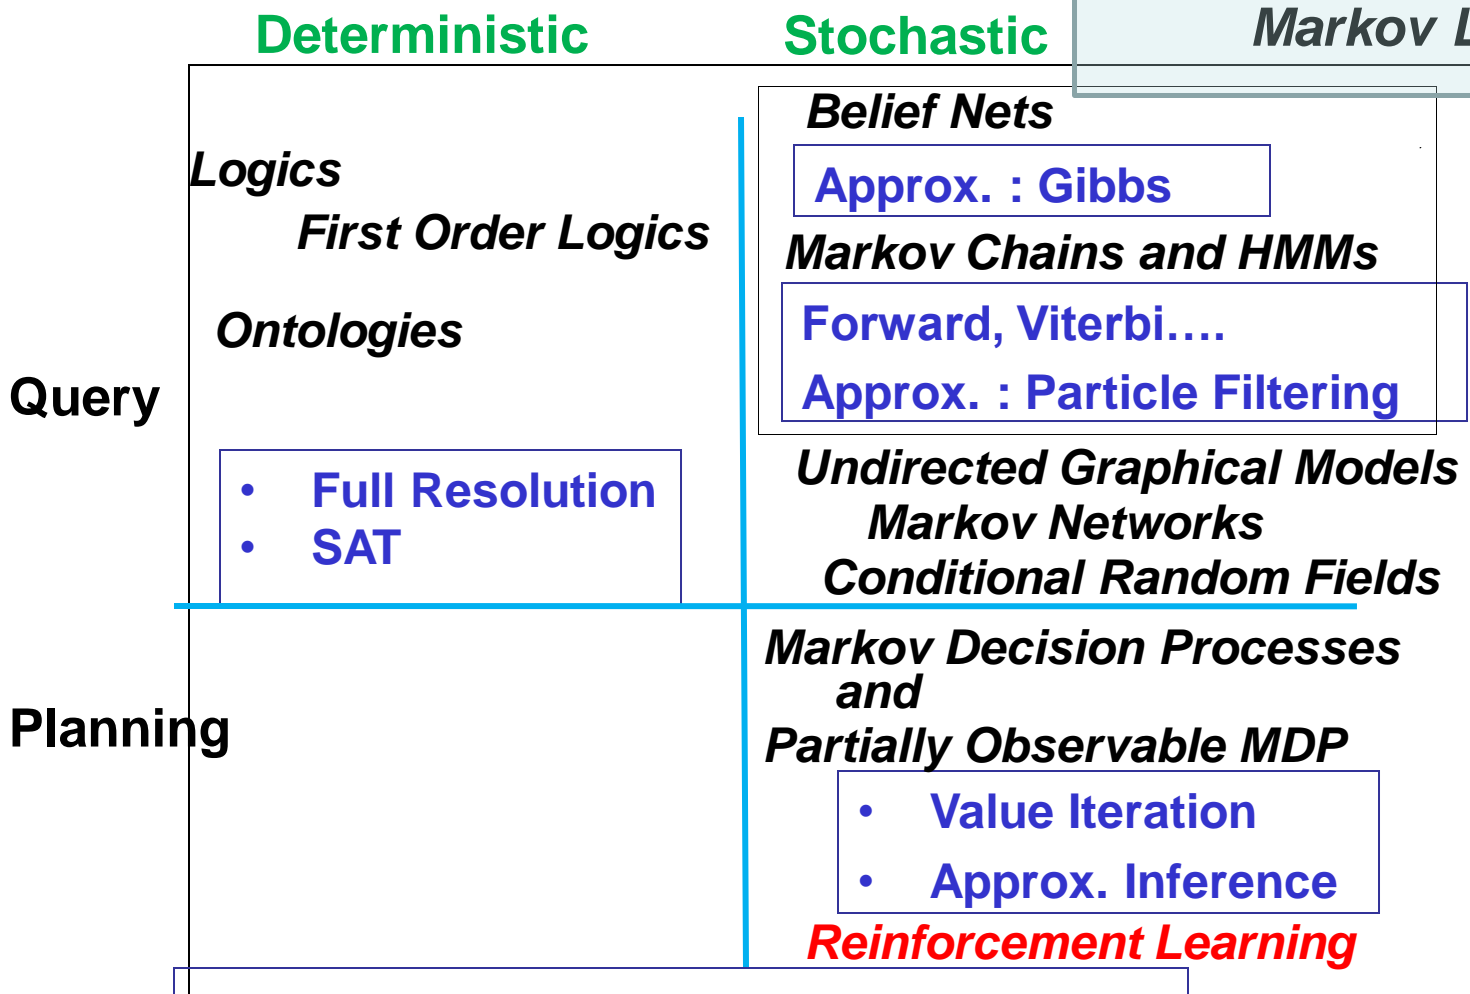 Deterministic
Stochastic
Markov
Belief Nets
Approx. : Gibbs
Markov Chains and HMMs
Forward, Viterbi….
Approx. : Particle Filtering
Undirected Graphical Models
Markov Networks
Conditional Random Fields
Logics
First Order Logics
Ontologies
Query
• Full Resolution
• SAT
Planning
Markov Decision Processes
and
Partially Observable MDP
• Value Iteration
• Approx. Inference
Reinforcement Learning